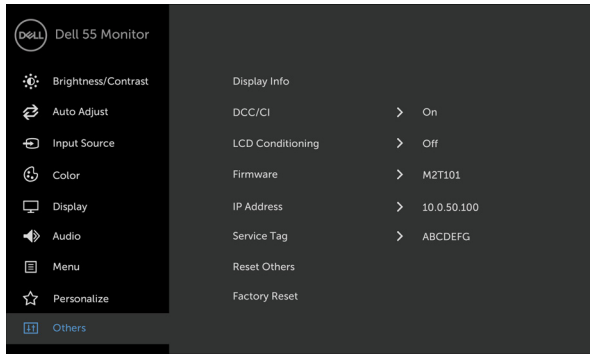 DELL Dell 55 Monitor
Brightness/Contrast
Auto Adjust
Input Source
Color
Display
Audio
Menu
Personalize
Others
Display Info
DCC/CI > On
LCD Conditioning > Off
Firmware > M2T101
IP Address > 10.0.50.100
Service Tag > ABCDEFG
Reset Others
Factory Reset